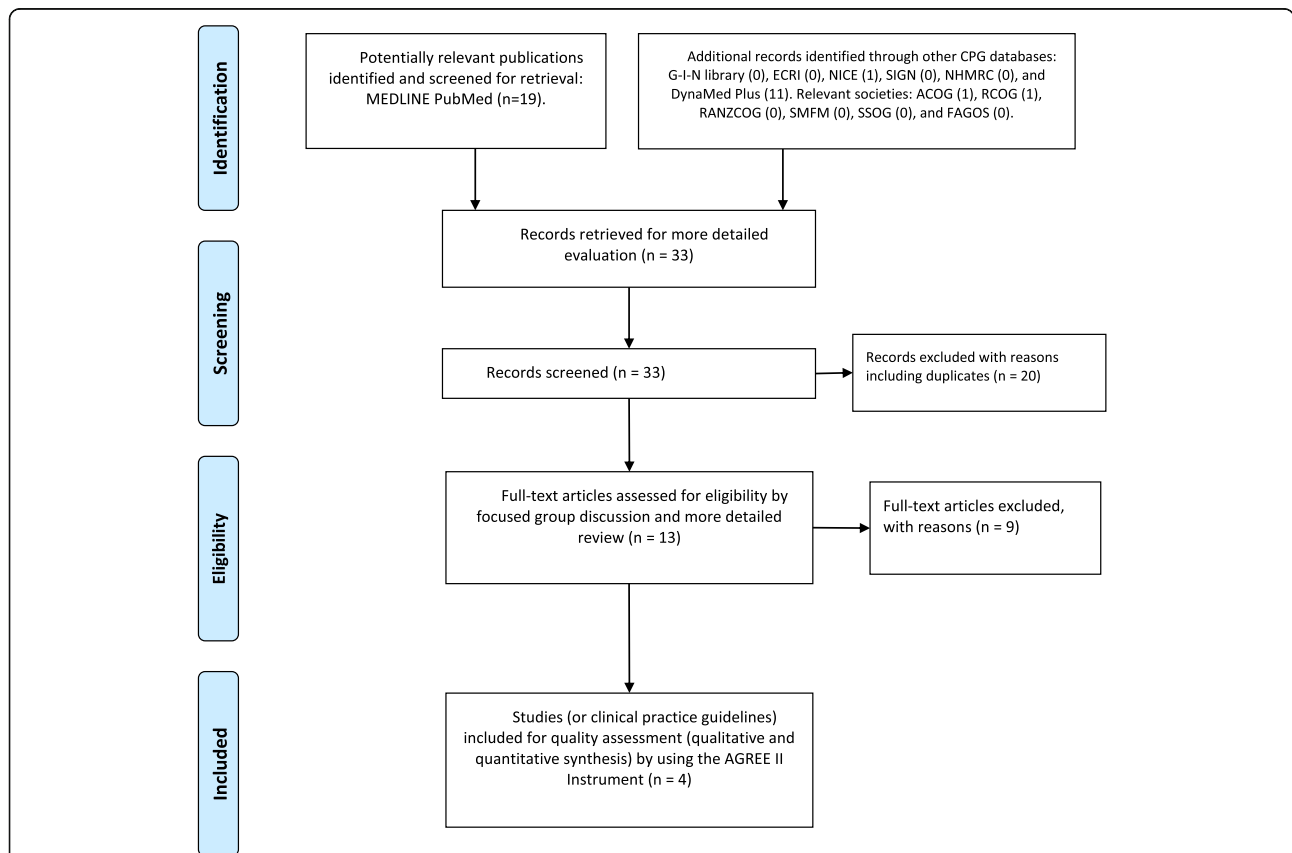 Identification
Potentially relevant publications
identified and screened for retrieval:
MEDLINE PubMed (n=19).
Additional records identified through other CPG databases:
G-I-N library (0), ECRI (0), NICE (1), SIGN (0), NHMRC (0), and
DynaMed Plus (11). Relevant societies: ACOG (1), RCOG (1),
RANZCOG (0), SMFM (0), SSOG (0), and FAGOS (0).
Screening
Records retrieved for more detailed
evaluation (n = 33)
Records screened (n = 33)
Records excluded with reasons
including duplicates (n = 20)
Eligibility
Full-text articles assessed for eligibility by
focused group discussion and more detailed
review (n = 13)
Full-text articles excluded,
with reasons (n = 9)
Included
Studies (or clinical practice guidelines)
included for quality assessment (qualitative and
quantitative synthesis) by using the AGREE II
Instrument (n = 4)